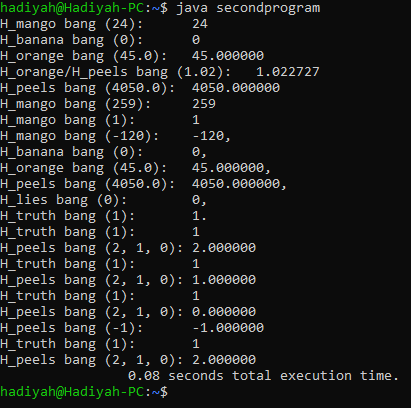 hadiyah@Hadiyah-PC:~$ java secondprogram
H_mango bang (24): 24
H_banana bang (0): 0
H_orange bang (45.0): 45.000000
H_orange/H_peels bang (1.02): 1.022727
H_peels bang (4050.0): 4050.000000
H_mango bang (259): 259
H_mango bang (1): 1
H_mango bang (-120): -120,
H_banana bang (0): 0,
H_orange bang (45.0): 45.000000,
H_peels bang (4050.0): 4050.000000,
H_lies bang (0): 0,
H_truth bang (1): 1.
H_truth bang (1): 1
H_peels bang (2, 1, 0): 2.000000
H_truth bang (1): 1
H_peels bang (2, 1, 0): 1.000000
H_truth bang (1): 1
H_peels bang (2, 1, 0): 0.000000
H_peels bang (-1): -1.000000
H_truth bang (1): 1
H_peels bang (2, 1, 0): 2.000000
0.08 seconds total execution time.
hadiyah@Hadiyah-PC:~$